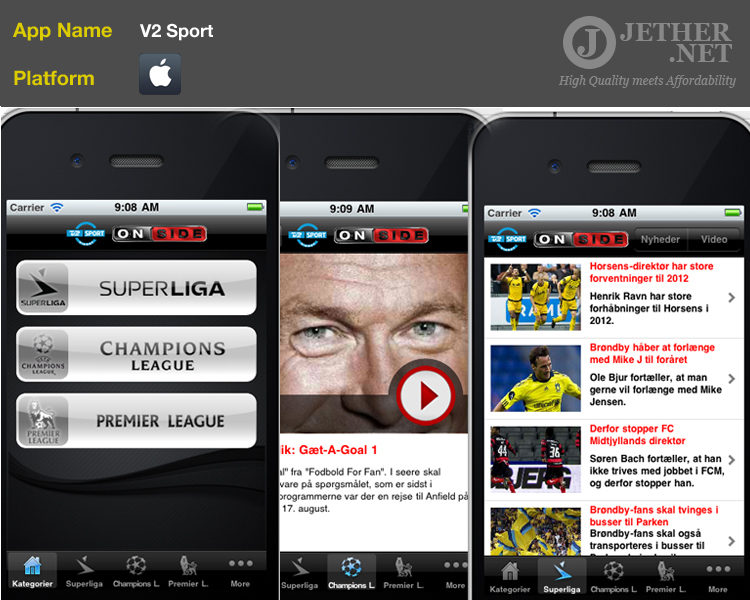 App Name V2 Sport
Platform
JETHER
.NET
High Quality meets Affordability
Carrier 9:08 AM
SPORT ON SIDE
SUPERLIGA
SUPERLIGA
CHAMPIONS
LEAGUE
CHAMPIONS
LEAGUE
PREMIER
LEAGUE
PREMIER LEAGUE
Kategorier Superliga Champions L. Premier L. More
9:09 AM
SPORT ON SIDE
lik: Gæt-A-Goal 1
al" fra "Fodbold For Fan". I seere skal
vare på spørgsmålet, som er sidst i
programmerne var der en rejse til Anfield på
17. august.
Superliga Champions L. Premier L. More
Carrier 9:08 AM
SPORT ON SIDE Nyheder Video
Horsens-direktor har store
forventninger til 2012
Henrik Ravn har store
forhåbninger til Horsens i
2012.
Brøndby håber at forlænge
med Mike J til foråret
Ole Bjur fortæller, at man
gerne vil forlænge med Mike
Jensen.
44
36
Derfor stopper FC
Midtjyllands direktor
Søren Bach fortæller, at han
ikke trives med jobbet i FCM,
og derfor stopper han.
Brøndby-fans skal tvinges i
busser til Parken
Brøndby-fans skal også
transporteres i busser til
Kategorier Superliga Champions L. Premier L. More